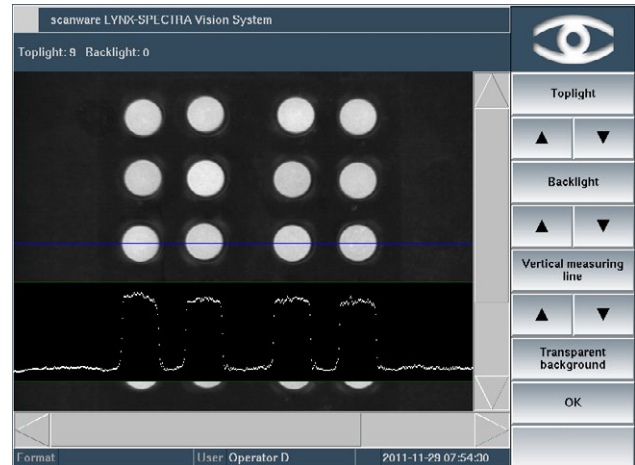 scanware LYNX-SPECTRA Vision System
Toplight: 9 Backlight: 0
Toplight
▲ ▼
Backlight
▲ ▼
Vertical measuring
line
▲ ▼
Transparent
background
OK
Format User Operator D 2011-11-29 07:54:00